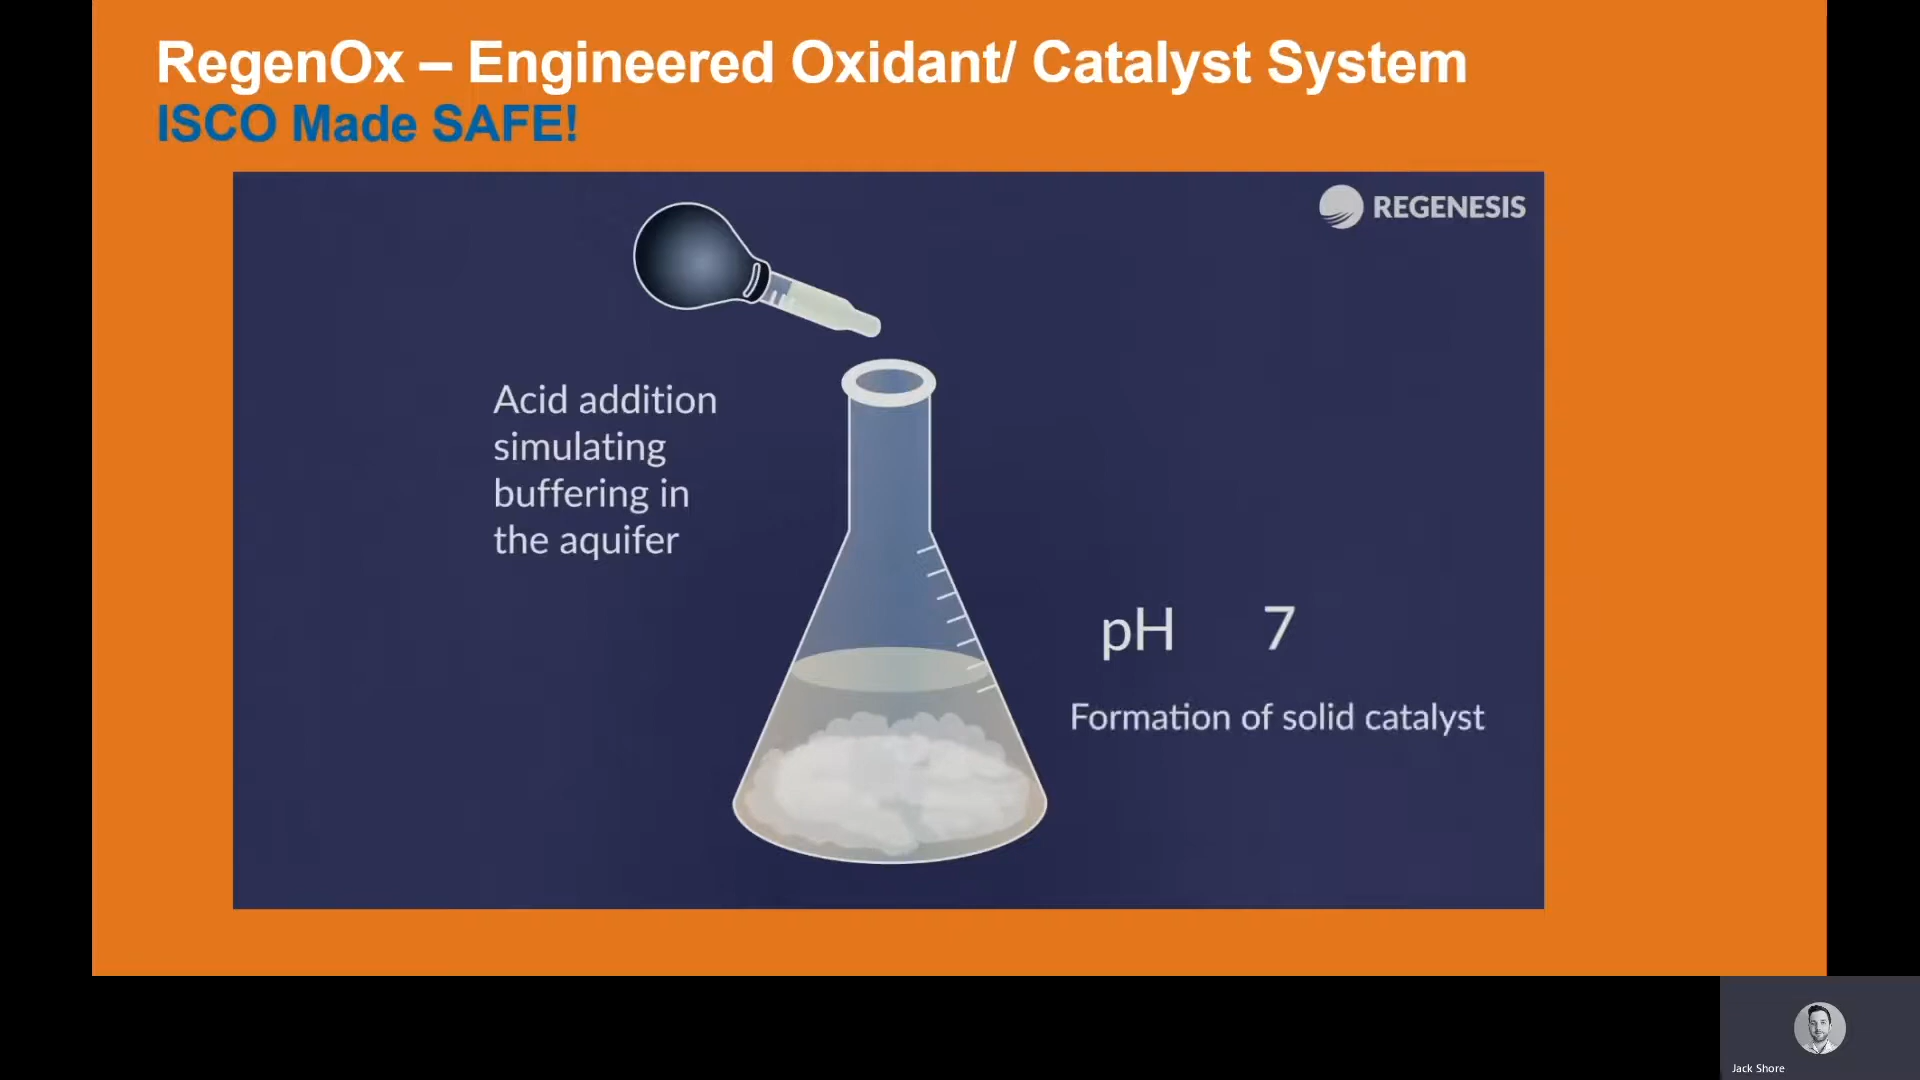 RegenOx – Engineered Oxidant/ Catalyst System
ISCO Made SAFE!
REGENESIS
Acid addition
simulating
buffering in
the aquifer
pH 7
Formation of solid catalyst
Jack Shore